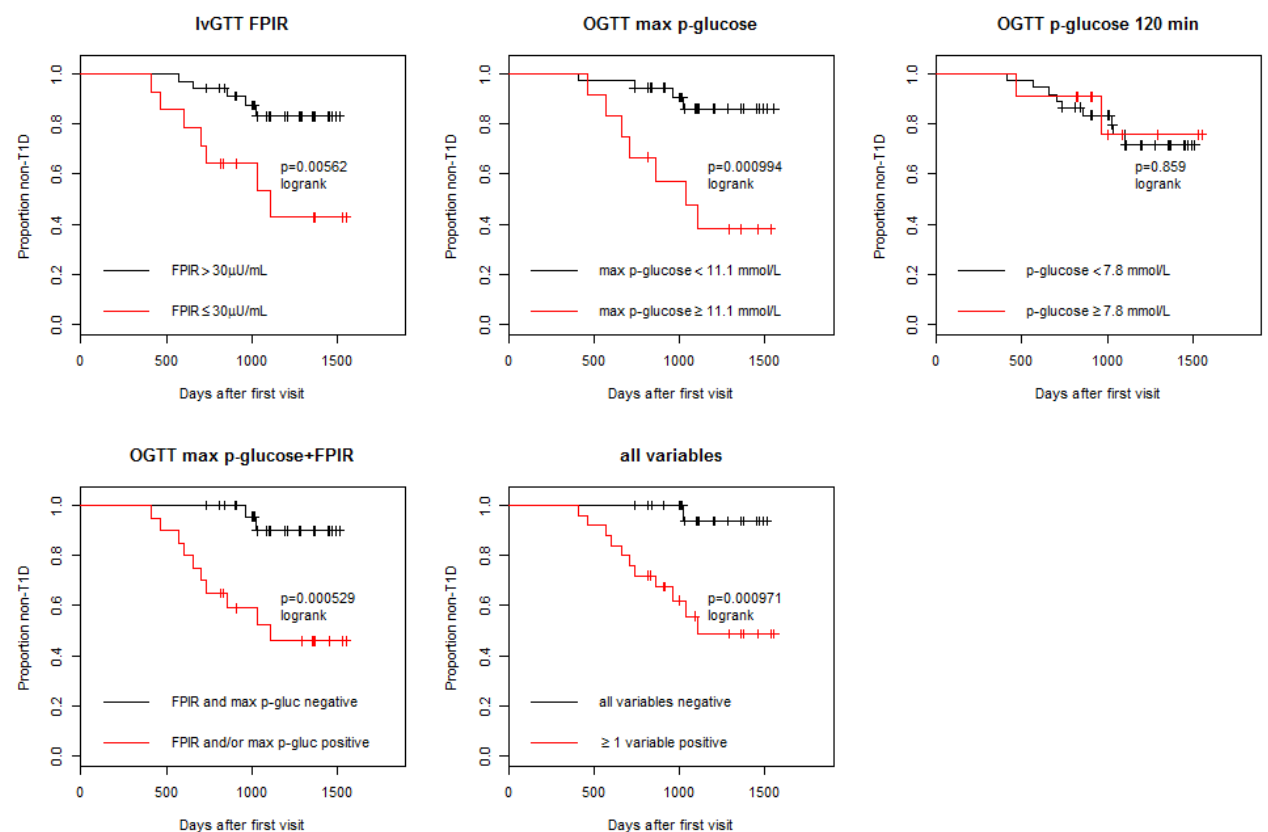 IvGTT FPIR
Proportion non-T1D
1.0
0.8
0.6
0.4
0.2
0.0
p=0.00562
logrank
FPIR > 30µU/mL
FPIR ≤ 30µU/mL
0 500 1000 1500
Days after first visit
OGTT max p-glucose
Proportion non-T1D
1.0
0.8
0.6
0.4
0.2
0.0
p=0.000994
logrank
max p-glucose < 11.1 mmol/L
max p-glucose ≥ 11.1 mmol/L
0 500 1000 1500
Days after first visit
OGTT p-glucose 120 min
Proportion non-T1D
1.0
0.8
0.6
0.4
0.2
0.0
p=0.859
logrank
p-glucose < 7.8 mmol/L
p-glucose ≥ 7.8 mmol/L
0 500 1000 1500
Days after first visit
OGTT max p-glucose+FPIR
Proportion non-T1D
1.0
0.8
0.6
0.4
0.2
0.0
p=0.000529
logrank
FPIR and max p-gluc negative
FPIR and/or max p-gluc positive
0 500 1000 1500
Days after first visit
all variables
Proportion non-T1D
1.0
0.8
0.6
0.4
0.2
0.0
p=0.000971
logrank
all variables negative
≥ 1 variable positive
0 500 1000 1500
Days after first visit